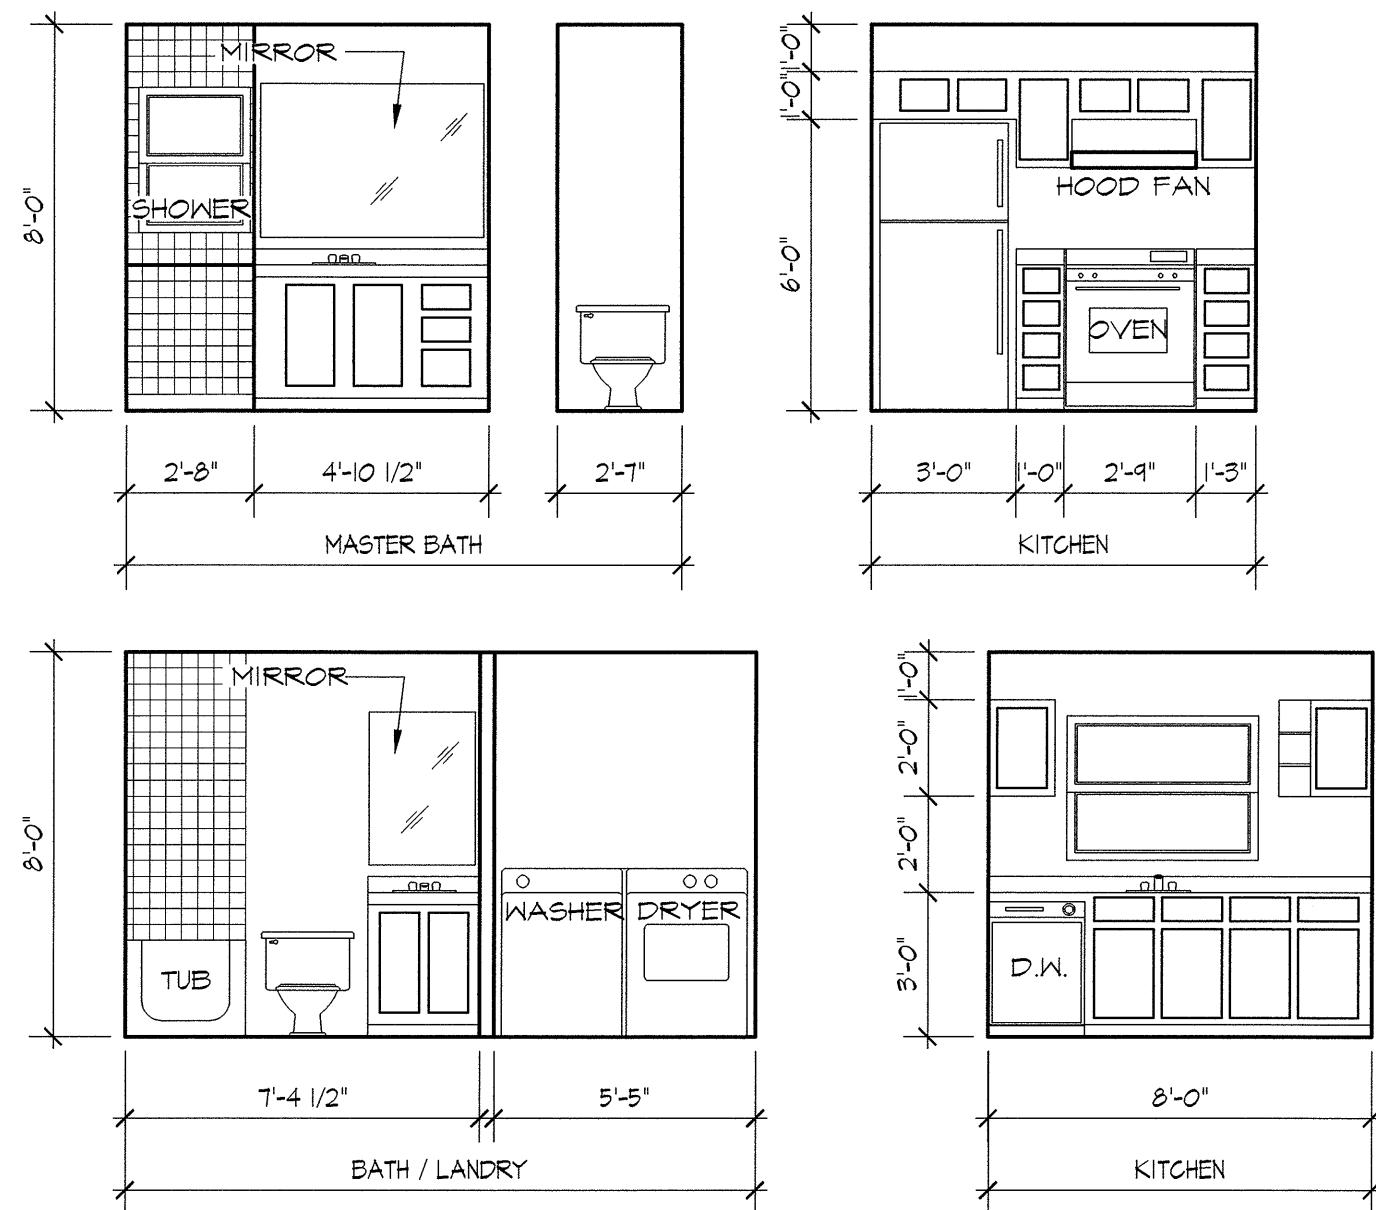 MIRROR
SHOWER
8'-0"
2'-8"
4'-10 1/2"
2'-7"
MASTER BATH
1'-0"
1'-0"
6'-0"
HOOD FAN
OVEN
3'-0"
1'-0"
2'-9"
1'-3"
KITCHEN
MIRROR
8'-0"
WASHER
DRYER
TUB
7'-4 1/2"
5'-5"
BATH / LANDRY
1'-0"
2'-0"
2'-0"
3'-0"
D.W.
8'-0"
KITCHEN